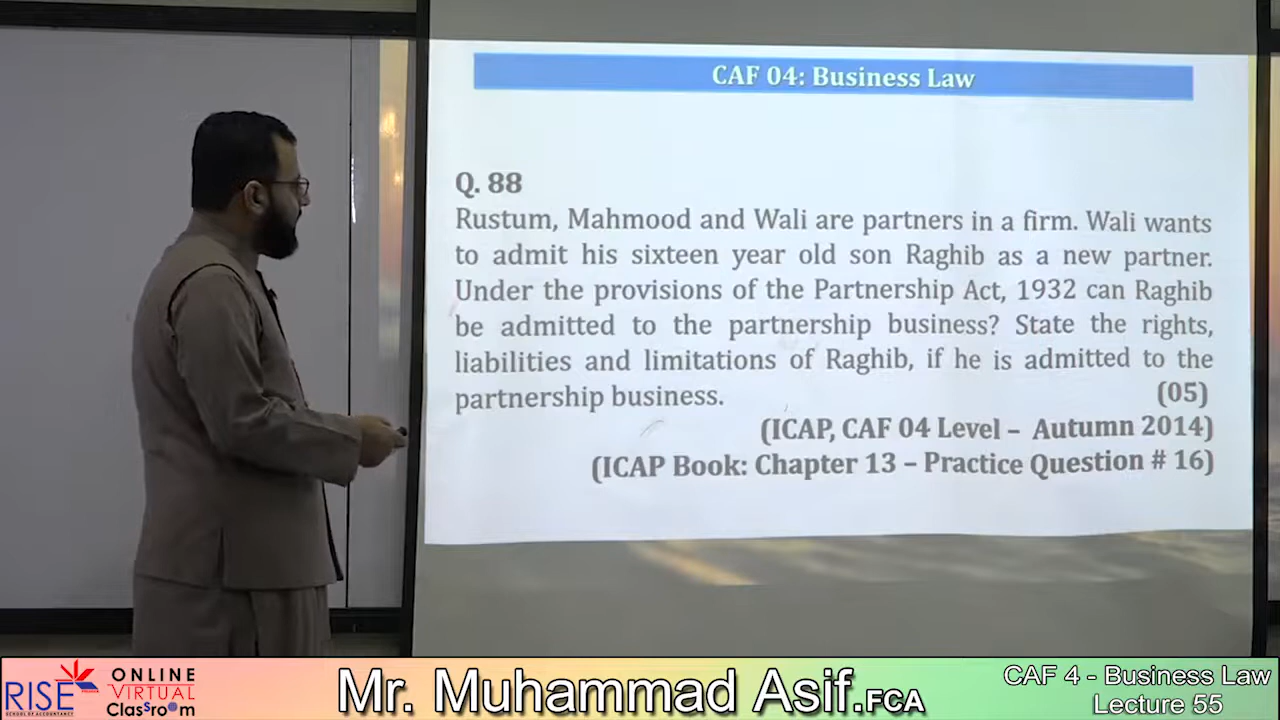 CAF 04: Business Law
Q. 88
Rustum, Mahmood and Wali are partners in a firm. Wali wants
to admit his sixteen year old son Raghib as a new partner.
Under the provisions of the Partnership Act, 1932 can Raghib
be admitted to the partnership business? State the rights,
liabilities and limitations of Raghib, if he is admitted to the
partnership business. (05)
(ICAP, CAF 04 Level – Autumn 2014)
(ICAP Book: Chapter 13 – Practice Question # 16)
RISE
SCHOOL OF ACCOUNTANCY
ONLINE
VIRTUAL
ClassroOm
Mr. Muhammad Asif.FCA
CAF 4 - Business Law
Lecture 55